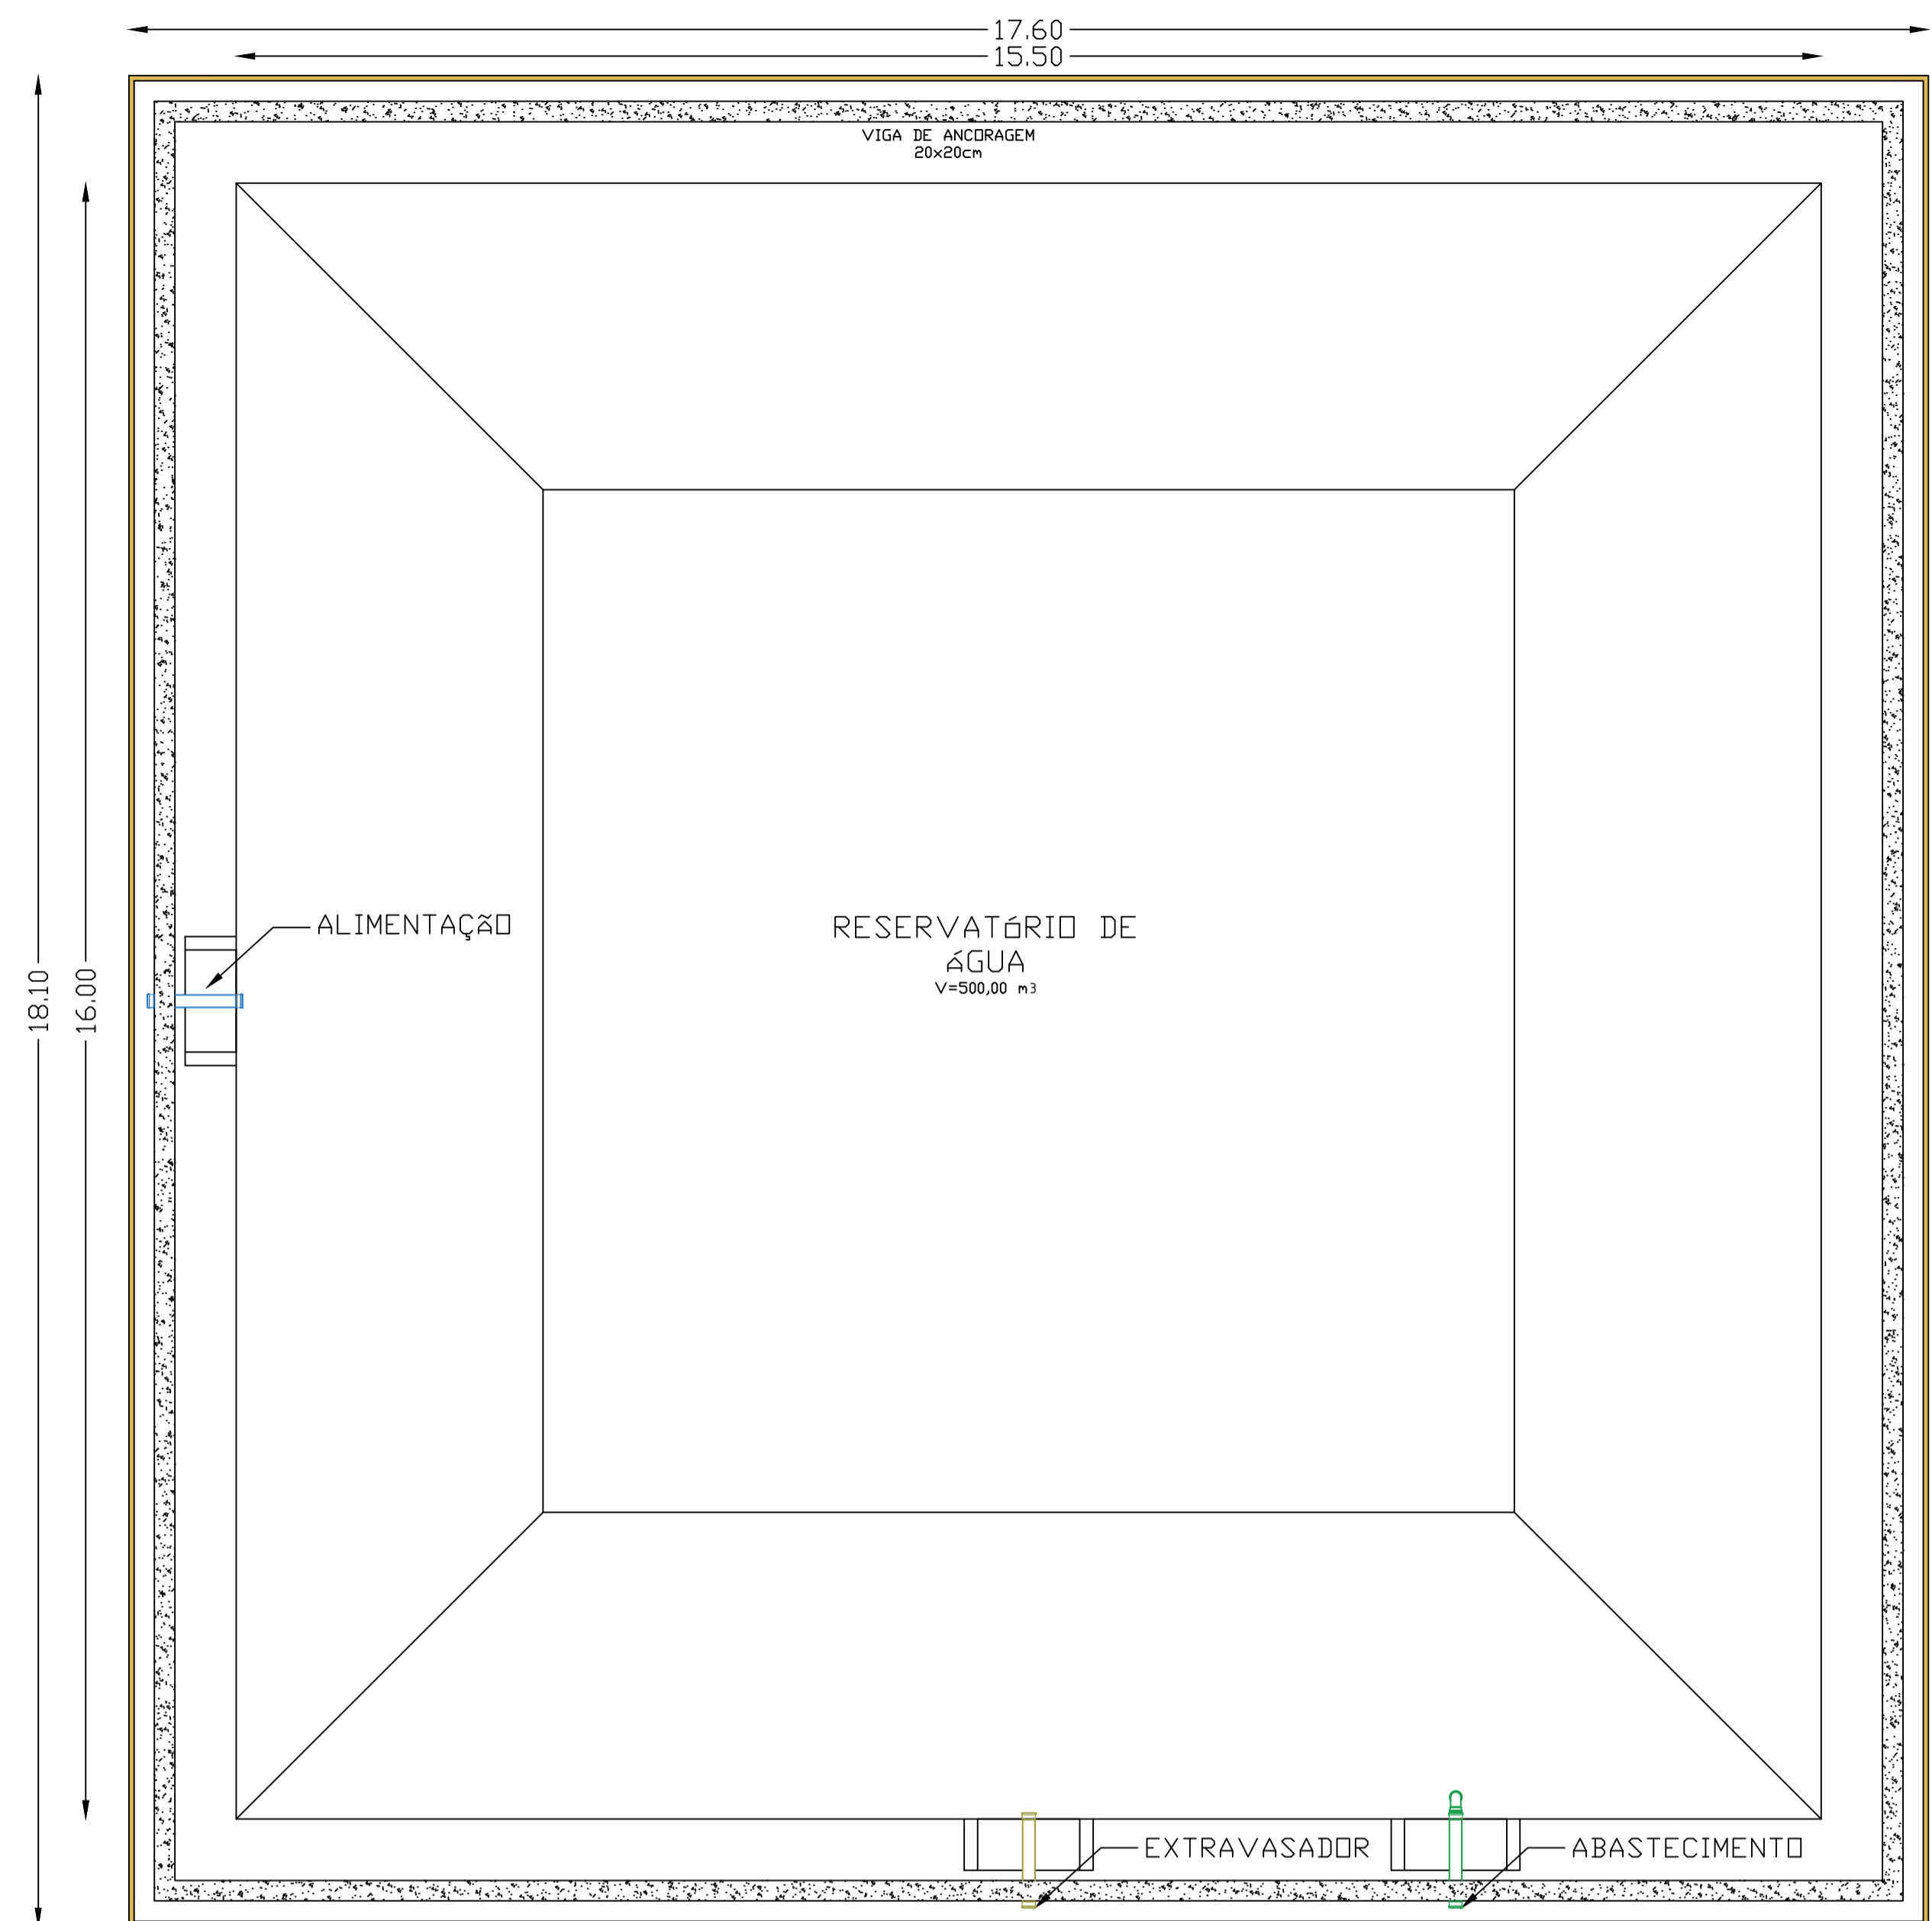 17.60
15.50
VIGA DE ANCORAGEM
20x20cm
ALIMENTAÇÃO
RESERVATóRIO DE
ÁGUA
V=500,00 m3
18.10
16.00
EXTRAVASADOR
ABASTECIMENTO